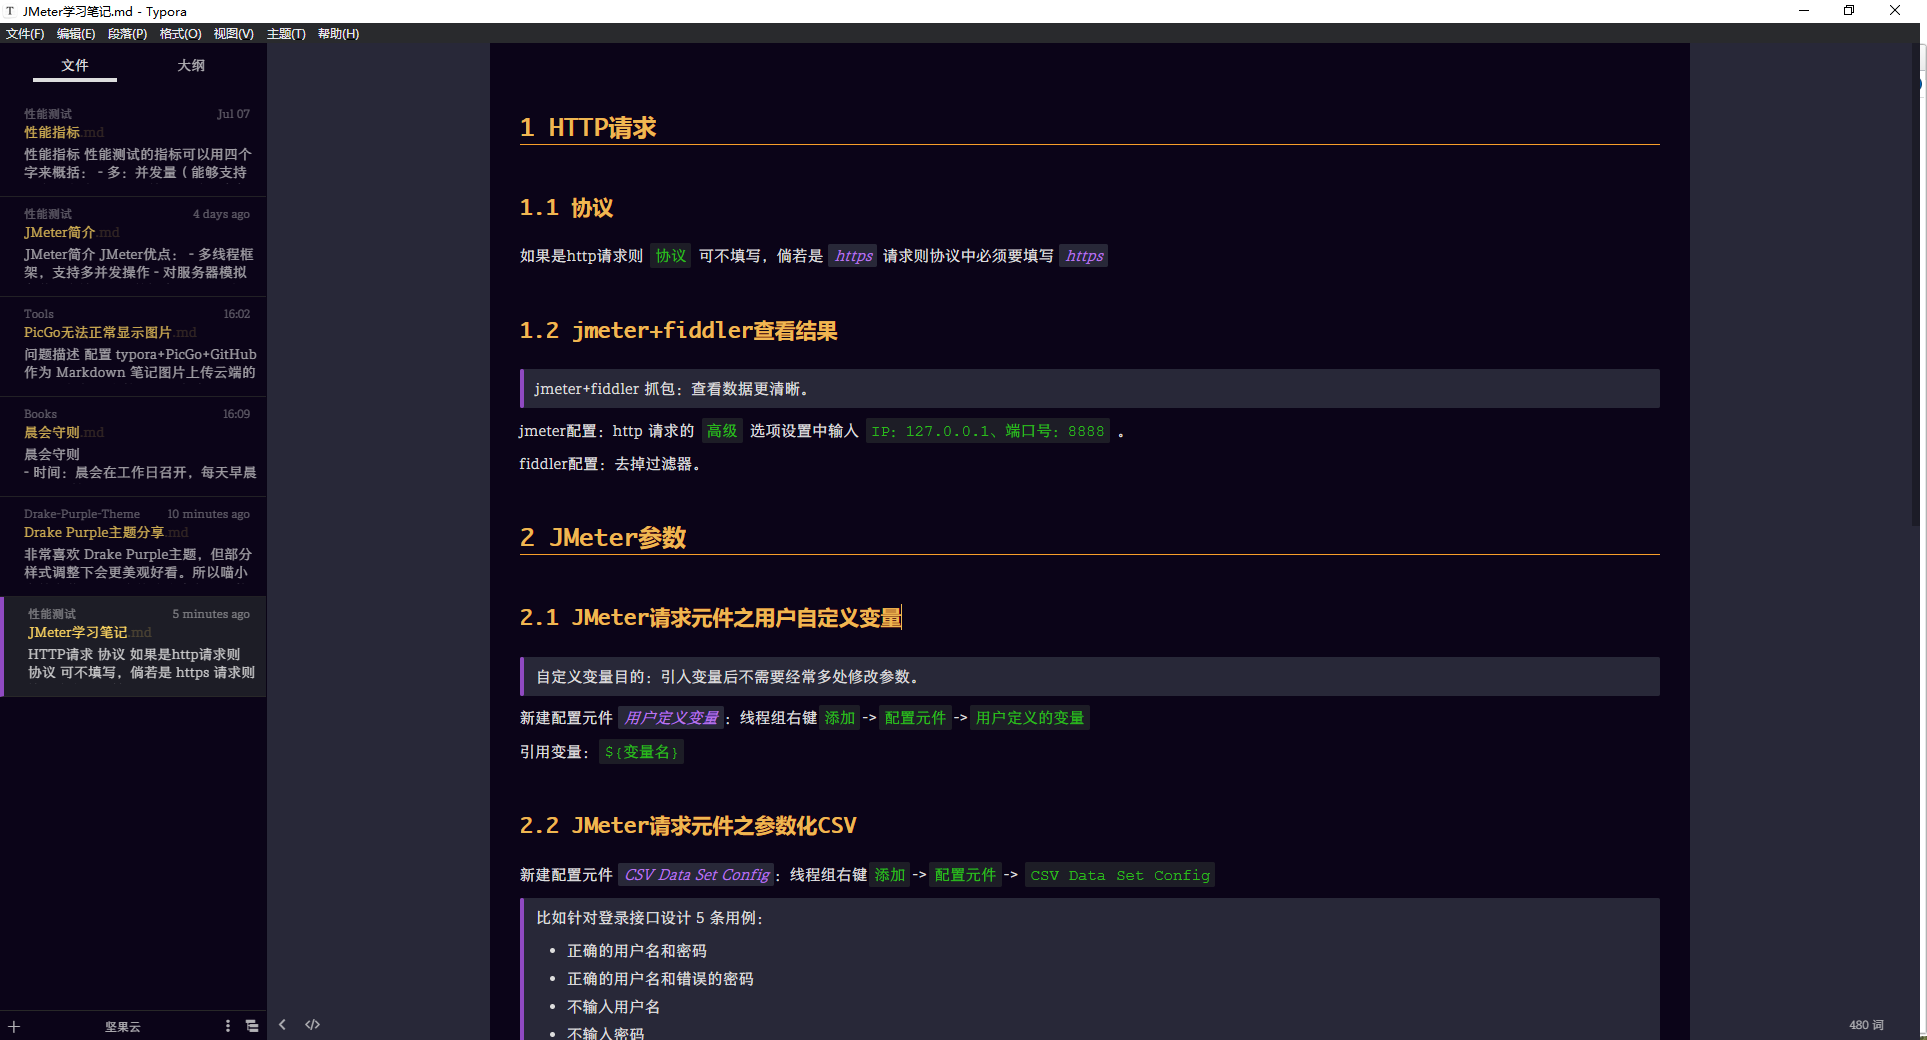 T JMeter学习笔记.md - Typora
文件(F) 编辑(E) 段落(P) 格式(O) 视图(V) 主题(T) 帮助(H)
文件 大纲
性能测试 Jul 07
性能指标.md
性能指标 性能测试的指标可以用四个
字来概括： - 多：并发量（能够支持
性能测试 4 days ago
JMeter简介.md
JMeter简介 JMeter优点： - 多线程框
架，支持多并发操作 - 对服务器模拟
Tools 16:02
PicGo无法正常显示图片.md
问题描述 配置 typora+PicGo+GitHub
作为 Markdown 笔记图片上传云端的
Books 16:09
晨会守则.md
晨会守则
- 时间：晨会在工作日召开，每天早晨
Drake-Purple-Theme 10 minutes ago
Drake Purple主题分享.md
非常喜欢 Drake Purple主题，但部分
样式调整下会更美观好看。所以喵小
性能测试 5 minutes ago
JMeter学习笔记.md
HTTP请求 协议 如果是http请求则
协议 可不填写，倘若是 https 请求则
坚果云
1 HTTP请求
1.1 协议
如果是http请求则 协议 可不填写，倘若是 https 请求则协议中必须要填写 https
1.2 jmeter+fiddler查看结果
jmeter+fiddler 抓包：查看数据更清晰。
jmeter配置：http 请求的 高级 选项设置中输入 IP：127.0.0.1、端口号：8888 。
fiddler配置：去掉过滤器。
2 JMeter参数
2.1 JMeter请求元件之用户自定义变量
自定义变量目的：引入变量后不需要经常多处修改参数。
新建配置元件 用户定义变量 ：线程组右键 添加 -> 配置元件 -> 用户定义的变量
引用变量： ${变量名}
2.2 JMeter请求元件之参数化CSV
新建配置元件 CSV Data Set Config ：线程组右键 添加 -> 配置元件 -> CSV Data Set Config
比如针对登录接口设计 5 条用例：
• 正确的用户名和密码
• 正确的用户名和错误的密码
• 不输入用户名
• 不输入密码
480 词